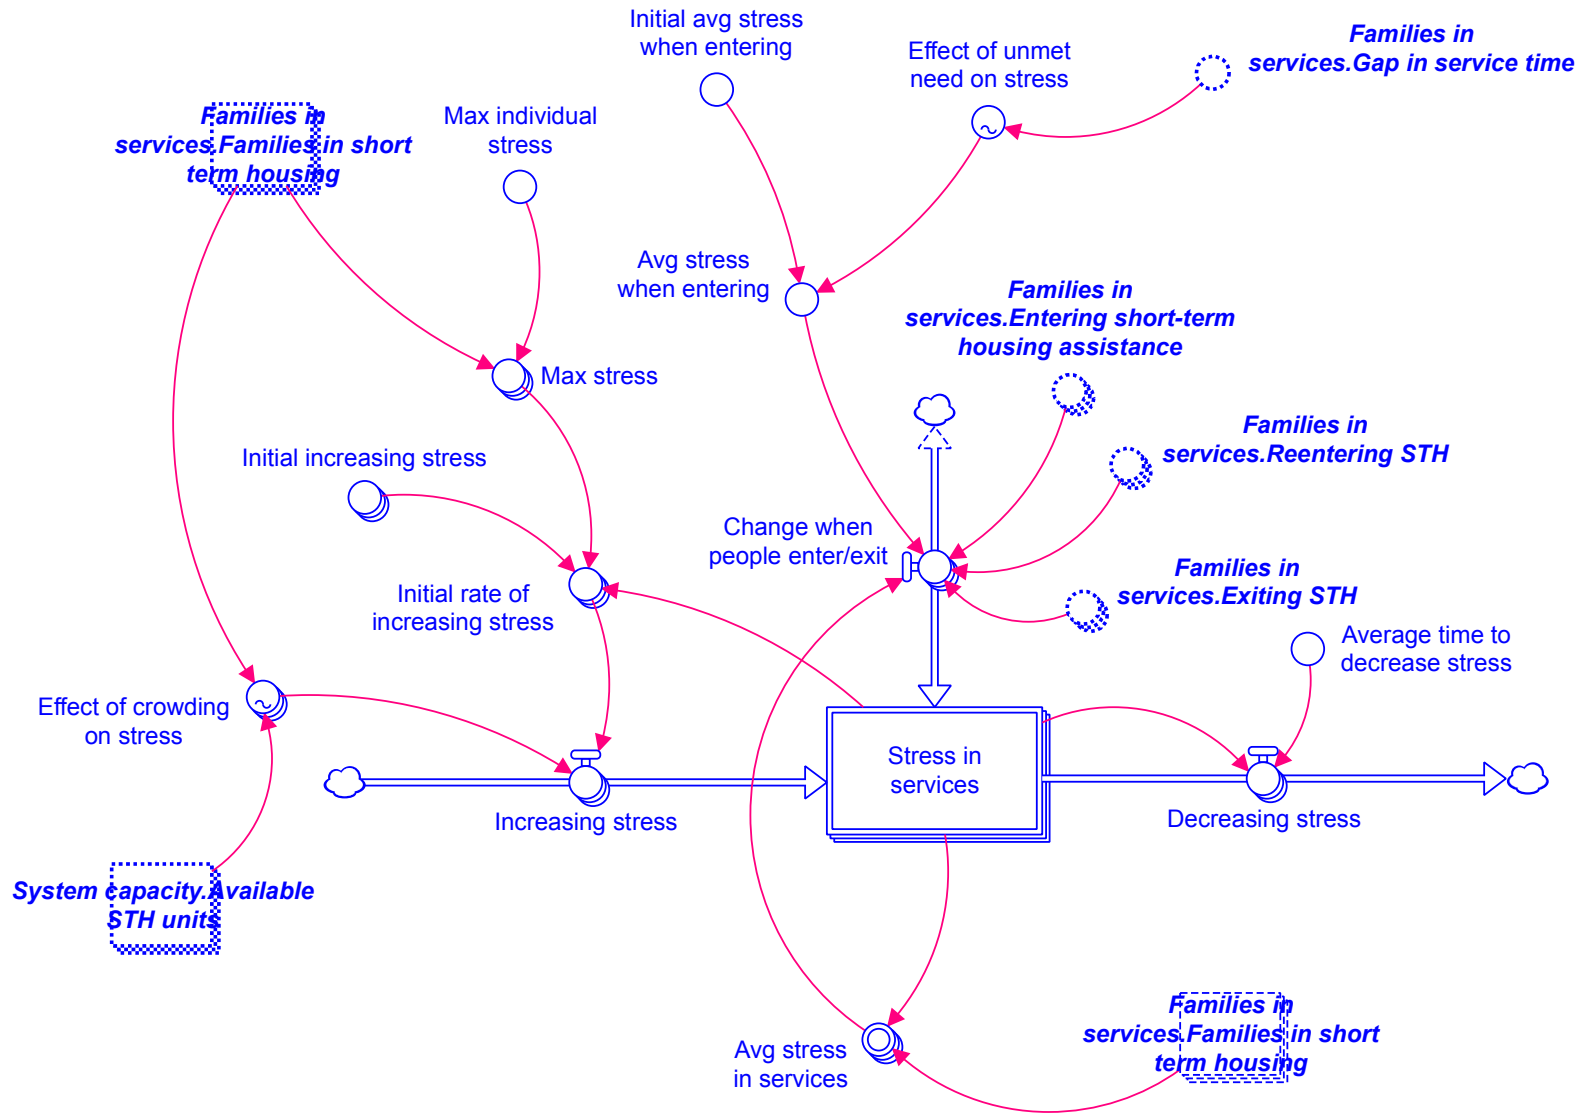 Initial avg stress
when entering
Effect of unmet
need on stress
Families in
services.Gap in service time
Families in
services.Families in short
term housing
Max individual
stress
Avg stress
when entering
Families in
services.Entering short-term
housing assistance
Max stress
Families in
services.Reentering STH
Initial increasing stress
Change when
people enter/exit
Families in
services.Exiting STH
Initial rate of
increasing stress
Average time to
decrease stress
Effect of crowding
on stress
Stress in
services
Increasing stress
Decreasing stress
System capacity.Available
STH units
Families in
services.Families in short
term housing
Avg stress
in services